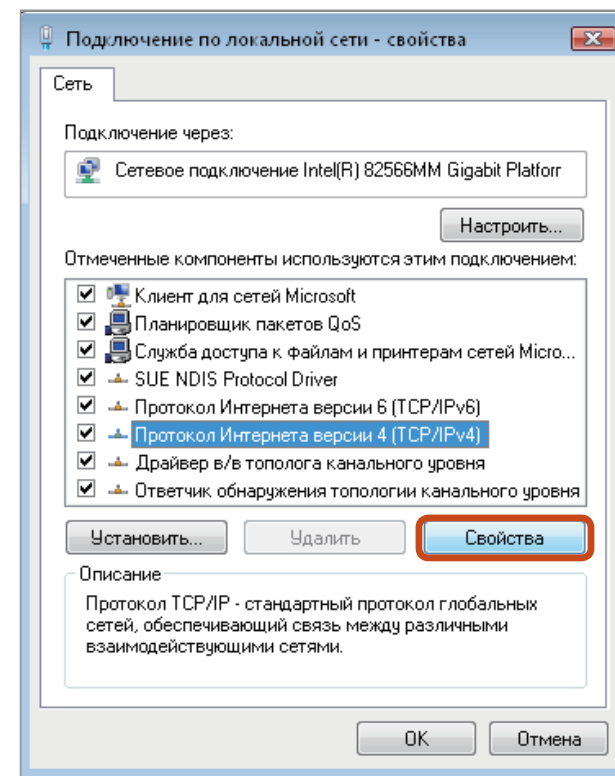 Подключение по локальной сети - свойства
Сеть
Подключение через:
Сетевое подключение Intel(R) 82566MM Gigabit Platforr
Настроить...
Отмеченные компоненты используются этим подключением:
Клиент для сетей Microsoft
Планировщик пакетов QoS
Служба доступа к файлам и принтерам сетей Micro...
SUE NDIS Protocol Driver
Протокол Интернета версии 6 (TCP/IPv6)
Протокол Интернета версии 4 (TCP/IPv4)
Драйвер в/в тополога канального уровня
Ответчик обнаружения топологии канального уровня
Установить... Удалить Свойства
Описание
Протокол TCP/IP - стандартный протокол глобальных
сетей, обеспечивающий связь между различными
взаимодействующими сетями.
OK Отмена